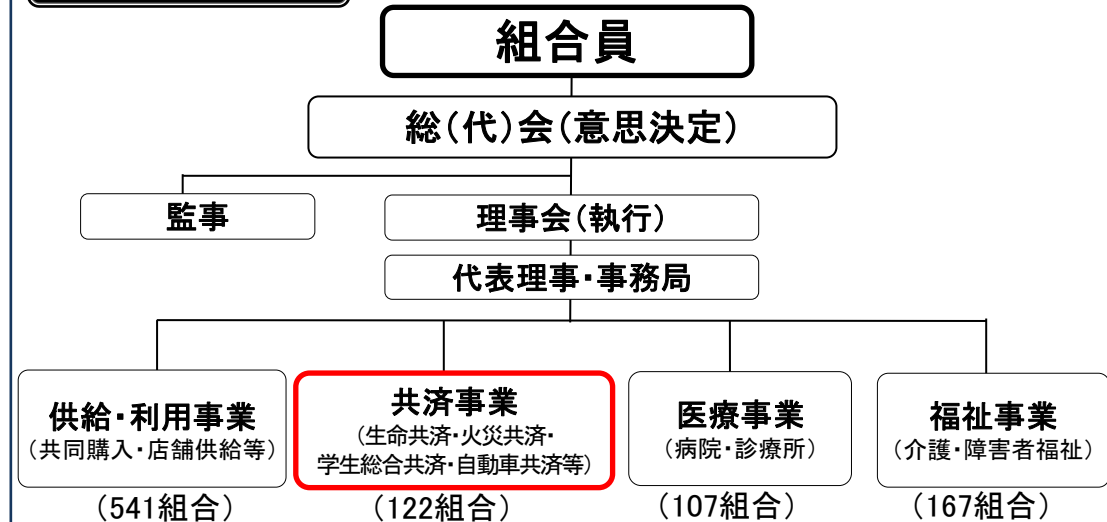 組合員
総(代)会(意思決定)
監事
理事会(執行)
代表理事・事務局
供給・利用事業
(共同購入・店舗供給等)
共済事業
(生命共済・火災共済・
学生総合共済・自動車共済等)
医療事業
(病院・診療所)
福祉事業
(介護・障害者福祉)
(541組合)
(122組合)
(107組合)
(167組合)